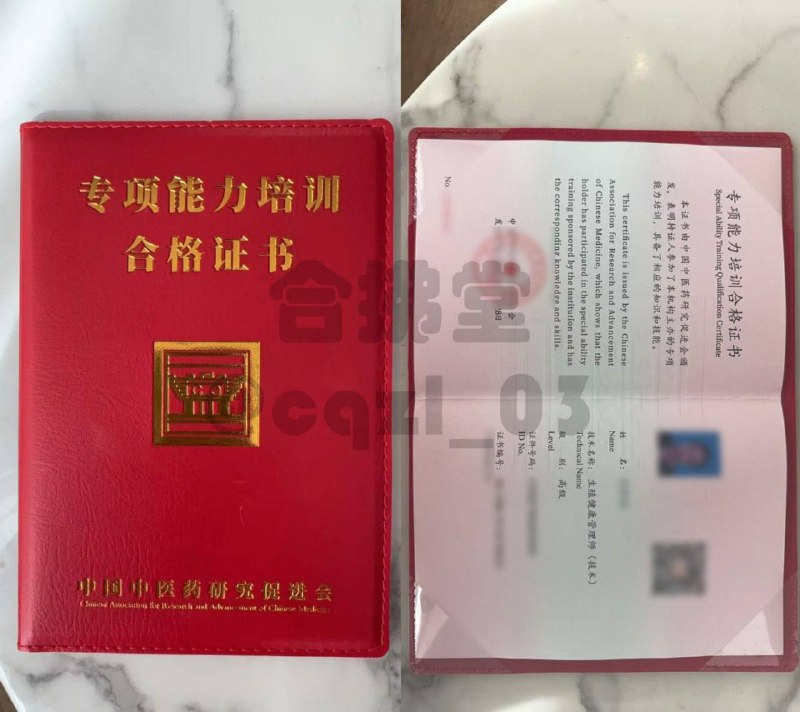 专项能力培训
合格证书
中国中医药研究促进会
Chinese Association for Research and Advancement of Chinese Medicine
专项能力培训合格证书
Special Ability Training Qualification Certificate
本证书由中国中医药研究促进会颁
发,表明持证人参加了本机构主办的专项
能力培训,具备了相应的知识和技能。
This certificate is issued by the Chinese
Association for Research and Advancement
of Chinese Medicine, which shows that the
holder has participated in the special ability
training sponsored by the institution and has
the corresponding knowledge and skills.
中 会
发
No.
姓 名:
Name
技术名称: 生殖健康管理师(技术)
Technical Name
级 别: 高级
Level
证件号码:
ID No.
证书编号:
cqzl_03